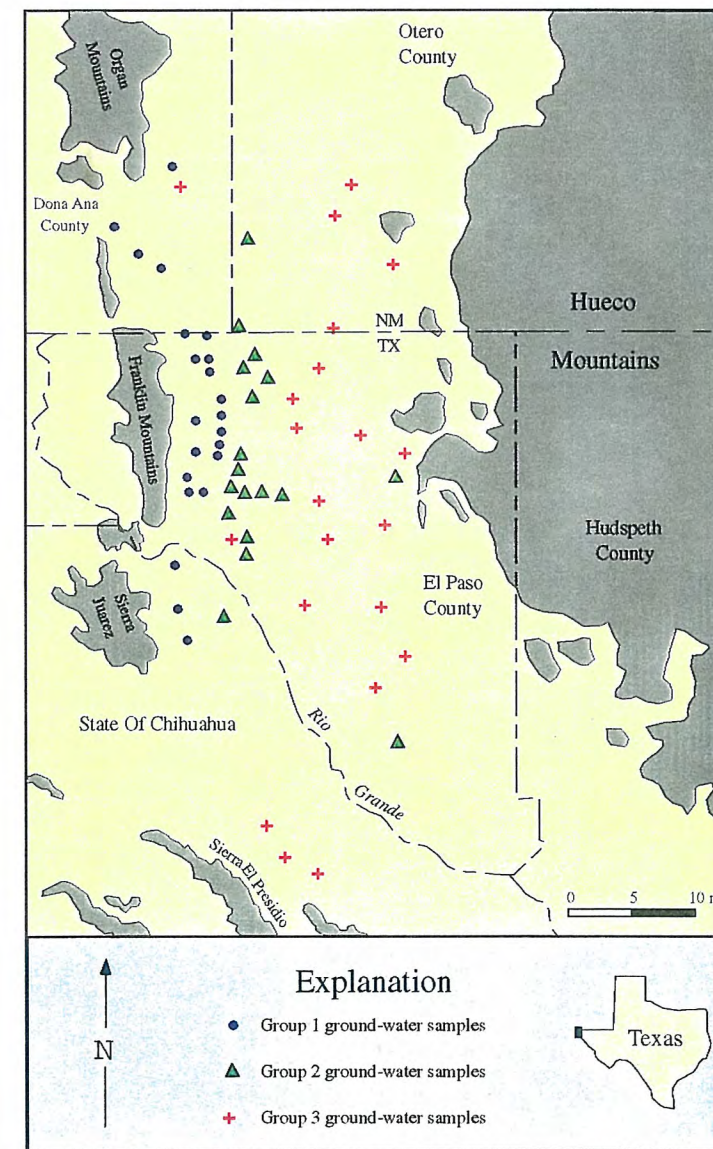 Otero
County
Organ
Mountains
Dona Ana
County
Hueco
NM
TX
Mountains
Franklin Mountains
Hudspeth
County
El Paso
County
Sierra
Juarez
State Of Chihuahua
Rio
Grande
Sierra El Presidio
0 5 10
Explanation
N
Group 1 ground-water samples
Group 2 ground-water samples
Group 3 ground-water samples
Texas